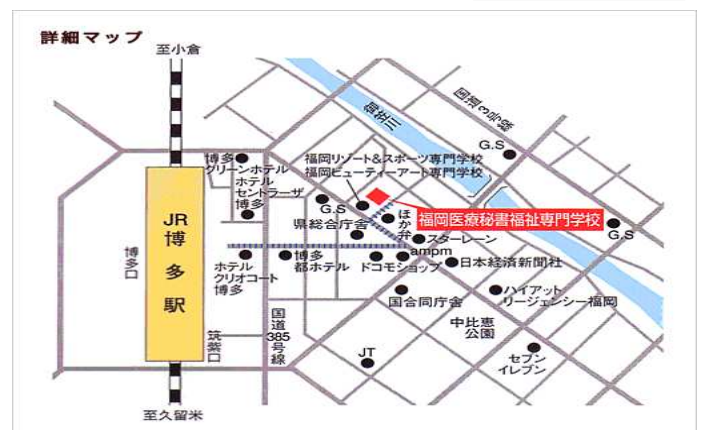 詳細マップ
至小倉
国道3号線
御笠川
G.S
博多
グリーンホテル
福岡リゾート&スポーツ専門学校
福岡ビューティーアート専門学校
ホテル
セントラーザ
博多
G.S
ほか弁
福岡医療秘書福祉専門学校
G.S
県総合庁舎
スターレーン
ampm
JR博多駅
博多口
ホテル
クリオコート
博多
博多
都ホテル
ドコモショップ
日本経済新聞社
国合同庁舎
ハイアット
リージェンシー福岡
筑紫口
国道385号線
中比恵
公園
JT
セブン
イレブン
至久留米